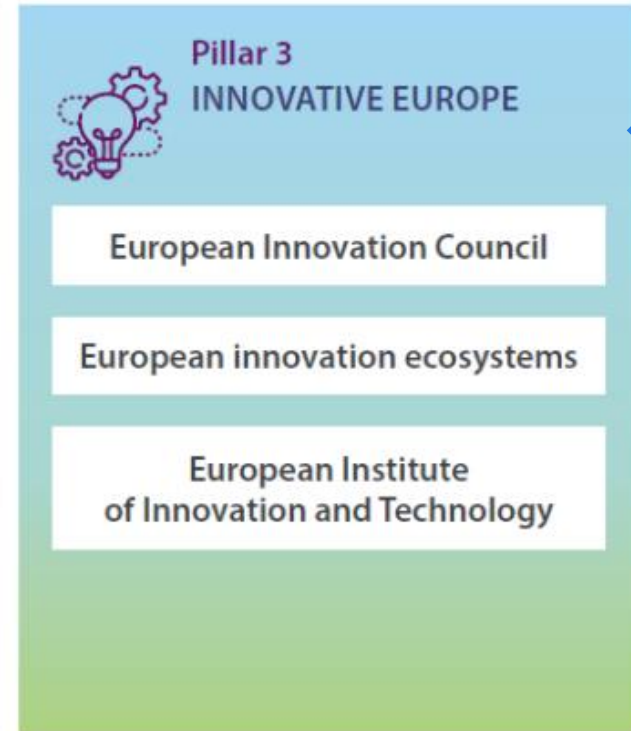 Pillar 3
INNOVATIVE EUROPE
European Innovation Council
European innovation ecosystems
European Institute
of Innovation and Technology